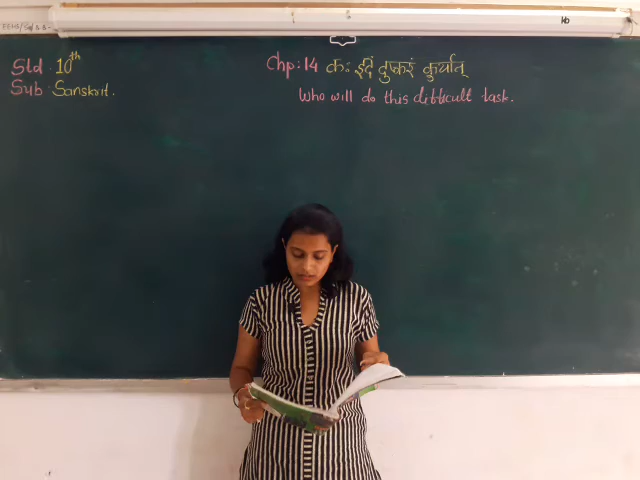 Std. 10th
Sub: Sanskrit.
Chp: 14 कः इदं दुष्करं कुर्यात्
Who will do this difficult task.